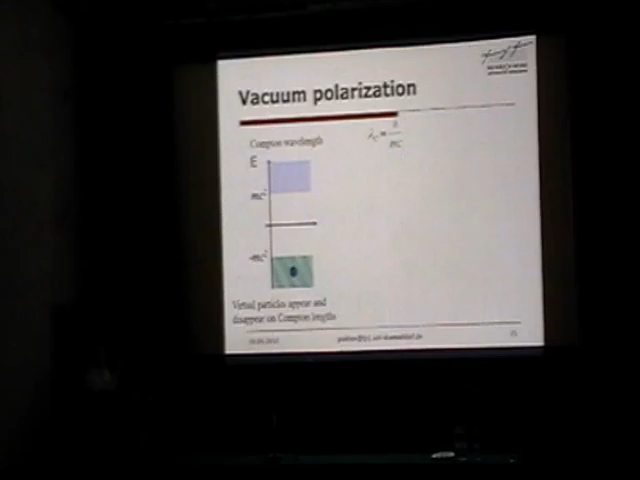 Vacuum polarization
Compton wavelength
E
mc²
-mc²
Virtual particles appear and
disappear on Compton lengths